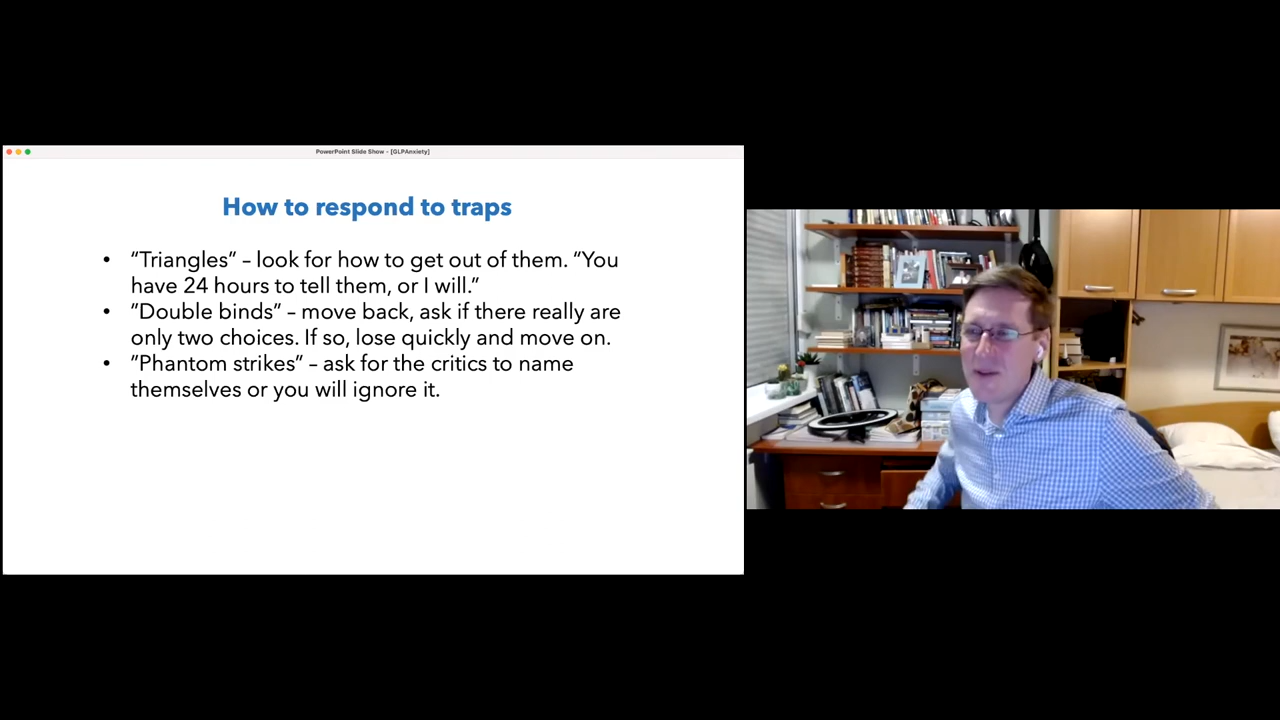 PowerPoint Slide Show – [GLPAnxiety]
How to respond to traps
• “Triangles” – look for how to get out of them. “You
have 24 hours to tell them, or I will.”
• “Double binds” – move back, ask if there really are
only two choices. If so, lose quickly and move on.
• “Phantom strikes” – ask for the critics to name
themselves or you will ignore it.